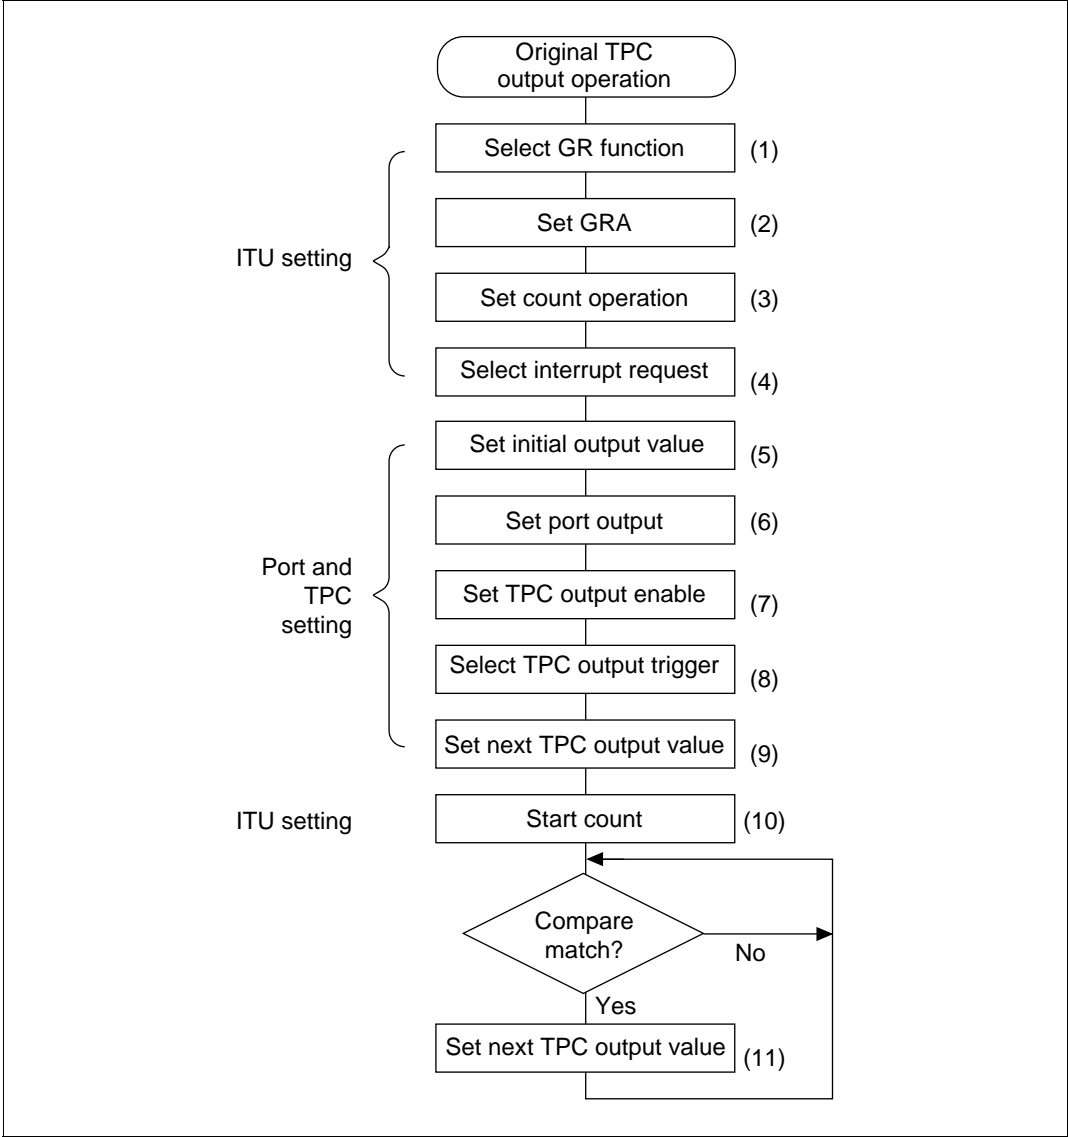 Original TPC
output operation
Select GR function
(1)
Set GRA
(2)
ITU setting
Set count operation
(3)
Select interrupt request
(4)
Set initial output value
(5)
Set port output
(6)
Port and
TPC
setting
Set TPC output enable
(7)
Select TPC output trigger
(8)
Set next TPC output value
(9)
ITU setting
Start count
(10)
Compare
match?
No
Yes
Set next TPC output value
(11)